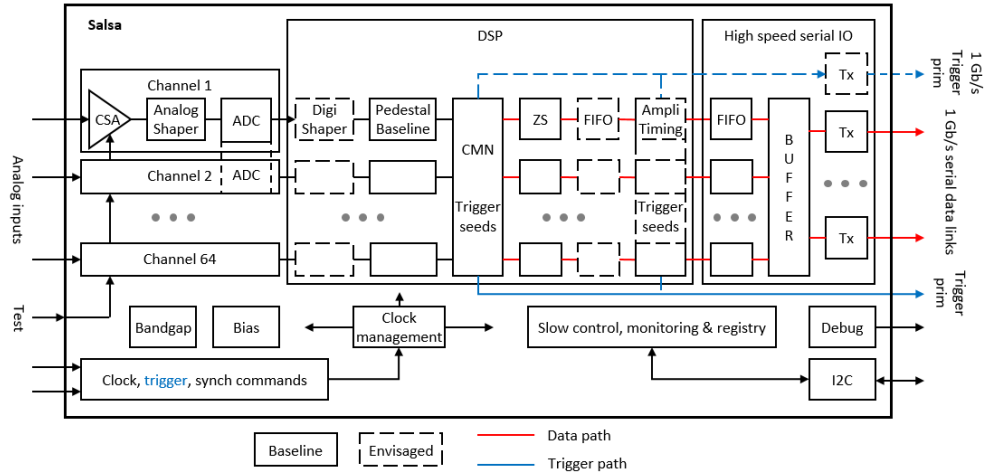 Salsa
DSP
High speed serial IO
Channel 1
CSA
Analog
Shaper
ADC
Digi
Shaper
Pedestal
Baseline
CMN
Trigger
seeds
ZS
FIFO
Ampli
Timing
FIFO
BUFFER
Tx
1 Gb/s
Trigger
prim
Tx
1 Gb/s serial data links
Analog inputs
Channel 2
ADC
Trigger
seeds
Channel 64
Tx
Trigger
prim
Test
Bandgap
Bias
Clock
management
Slow control, monitoring & registry
Debug
Clock, trigger, synch commands
I2C
Baseline
Envisaged
Data path
Trigger path